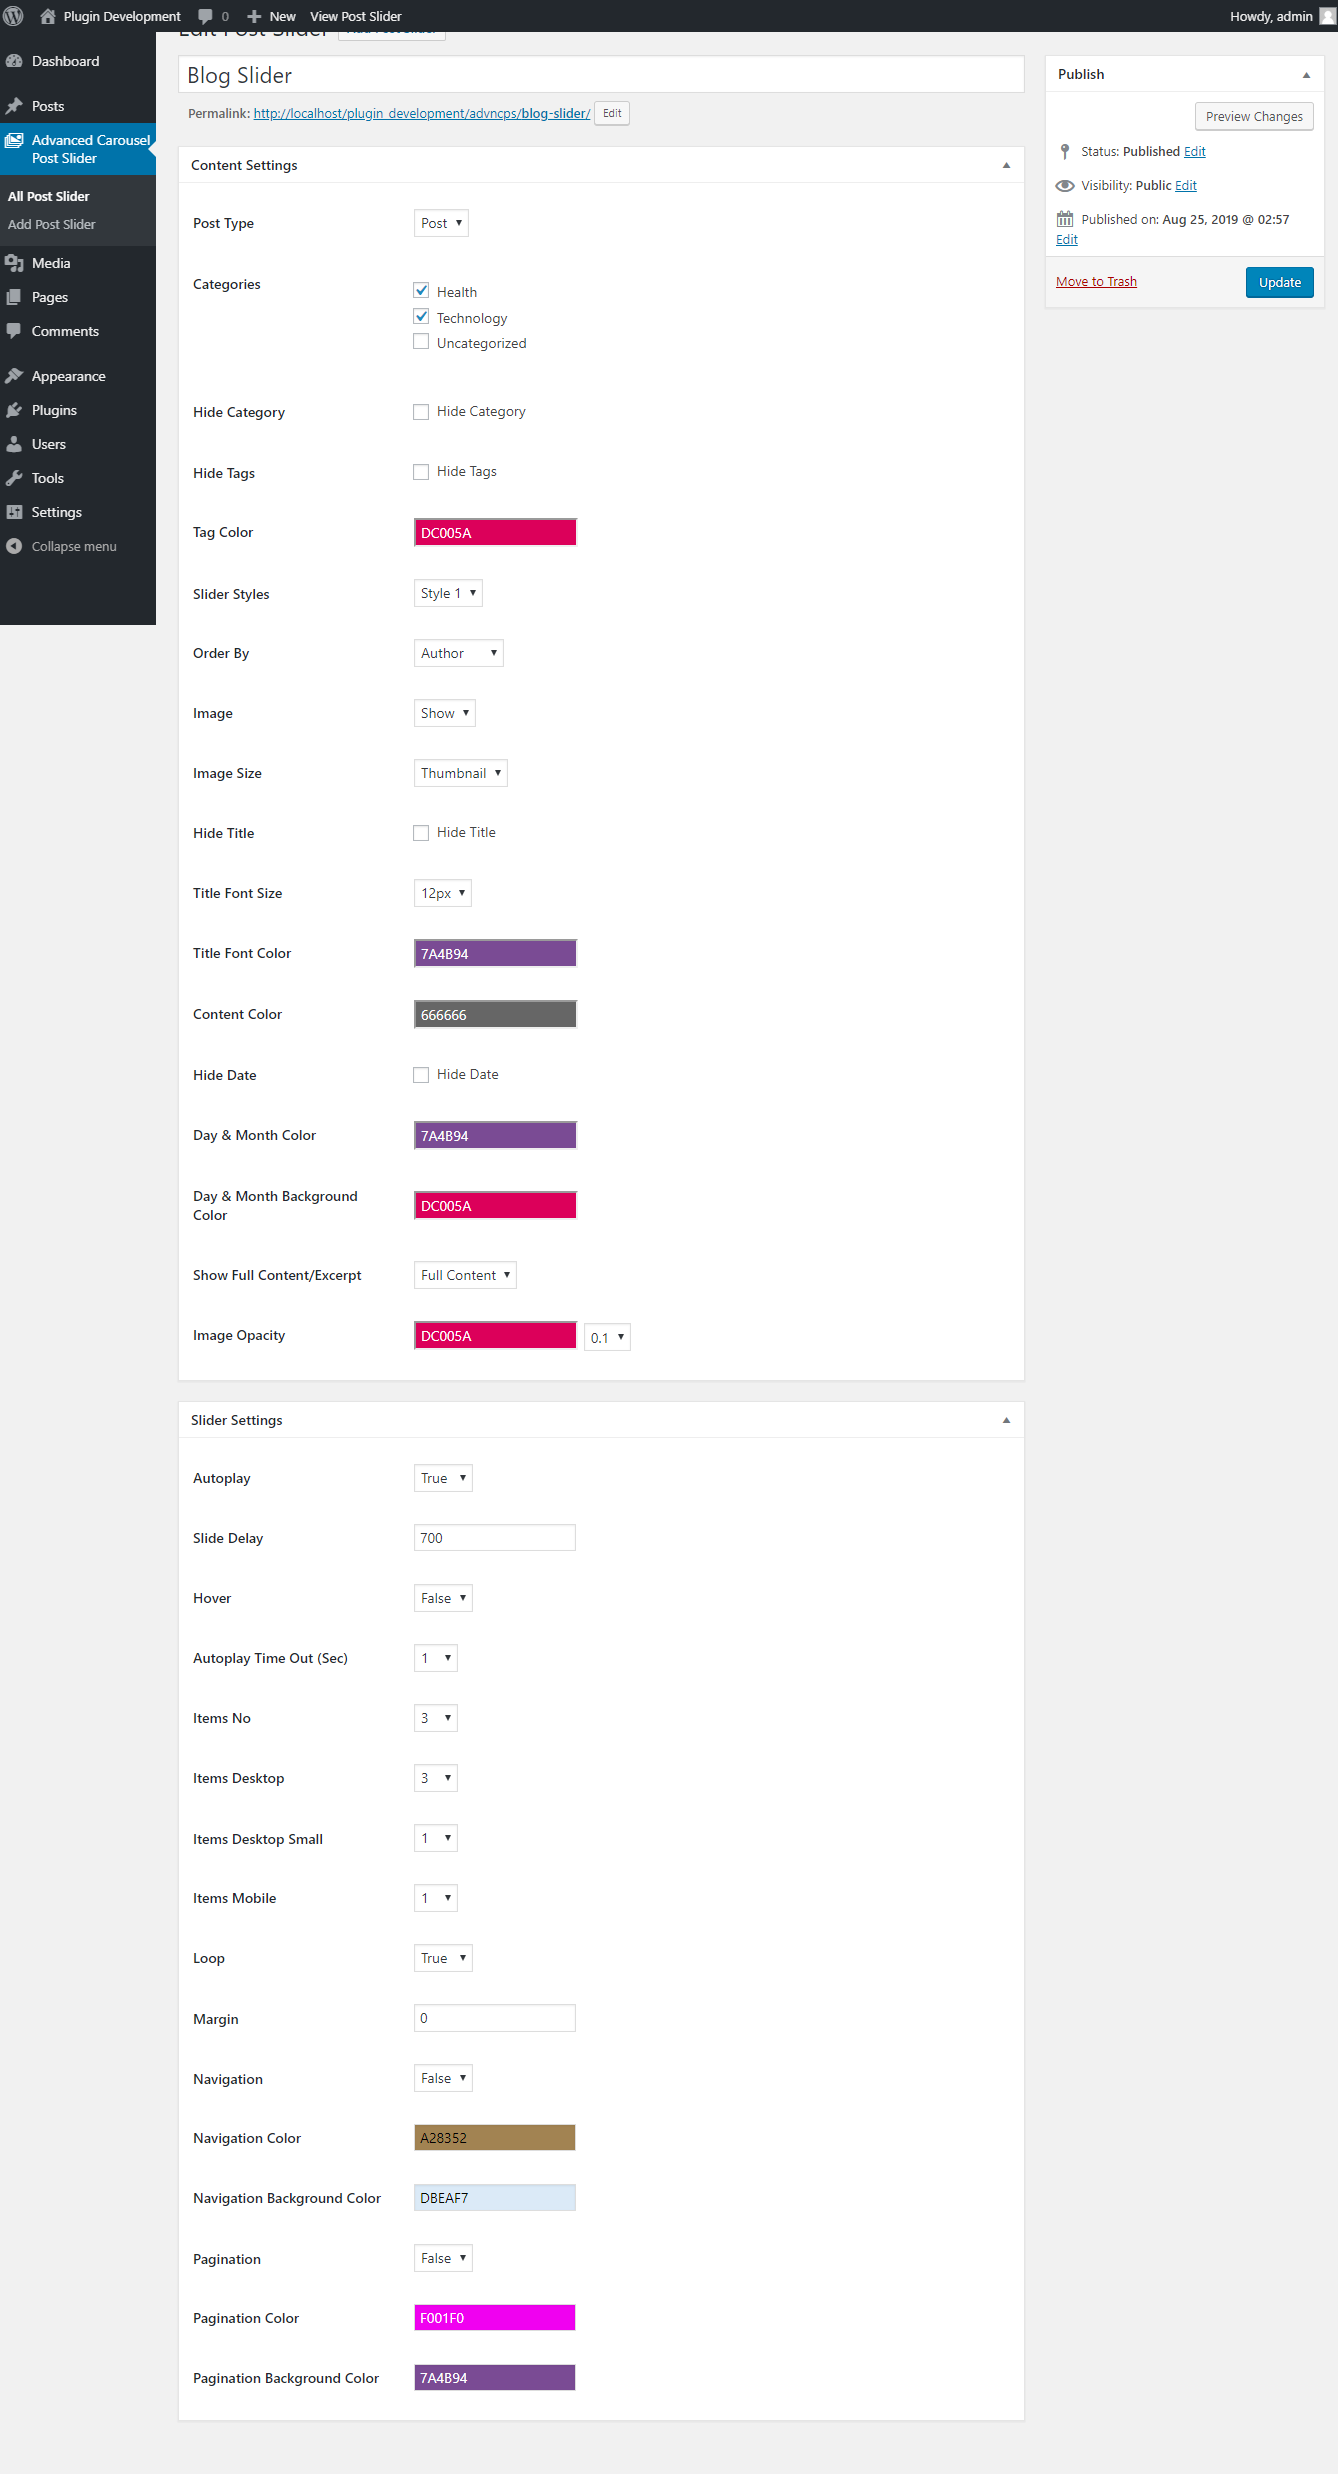 Plugin Development
0
New
View Post Slider
Howdy, admin
Dashboard
Posts
Advanced Carousel
Post Slider
All Post Slider
Add Post Slider
Media
Pages
Comments
Appearance
Plugins
Users
Tools
Settings
Collapse menu
Edit Post Slider
Add Post Slider
Blog Slider
Permalink: http://localhost/plugin_development/advncps/blog-slider/ Edit
Content Settings
Post Type
Post
Categories
Health
Technology
Uncategorized
Hide Category
Hide Category
Hide Tags
Hide Tags
Tag Color
DC005A
Slider Styles
Style 1
Order By
Author
Image
Show
Image Size
Thumbnail
Hide Title
Hide Title
Title Font Size
12px
Title Font Color
7A4B94
Content Color
666666
Hide Date
Hide Date
Day & Month Color
7A4B94
Day & Month Background
Color
DC005A
Show Full Content/Excerpt
Full Content
Image Opacity
DC005A
0.1
Slider Settings
Autoplay
True
Slide Delay
700
Hover
False
Autoplay Time Out (Sec)
1
Items No
3
Items Desktop
3
Items Desktop Small
1
Items Mobile
1
Loop
True
Margin
0
Navigation
False
Navigation Color
A28352
Navigation Background Color
DBEAF7
Pagination
False
Pagination Color
F001F0
Pagination Background Color
7A4B94
Publish
Preview Changes
Status: Published Edit
Visibility: Public Edit
Published on: Aug 25, 2019 @ 02:57
Edit
Move to Trash
Update